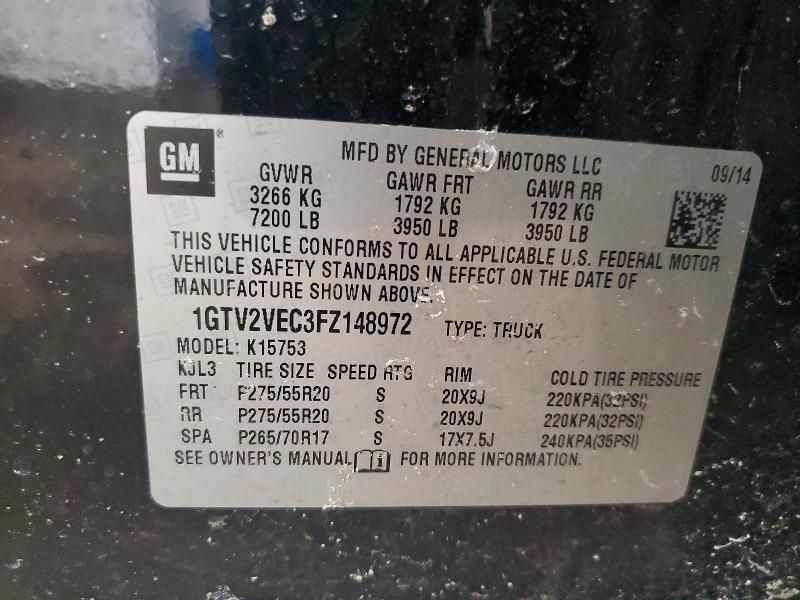 GM ®
MFD BY GENERAL MOTORS LLC
09/14
GVWR GAWR FRT GAWR RR
3266 KG 1792 KG 1792 KG
7200 LB 3950 LB 3950 LB
THIS VEHICLE CONFORMS TO ALL APPLICABLE U.S. FEDERAL MOTOR
VEHICLE SAFETY STANDARDS IN EFFECT ON THE DATE OF
MANUFACTURE SHOWN ABOVE.
1GTV2VEC3FZ148972 TYPE: TRUCK
MODEL: K15753
KJL3 TIRE SIZE SPEED RTG RIM COLD TIRE PRESSURE
FRT P275/55R20 S 20X9J 220KPA(32PSI)
RR P275/55R20 S 20X9J 220KPA(32PSI)
SPA P265/70R17 S 17X7.5J 240KPA(35PSI)
SEE OWNER'S MANUAL FOR MORE INFORMATION.